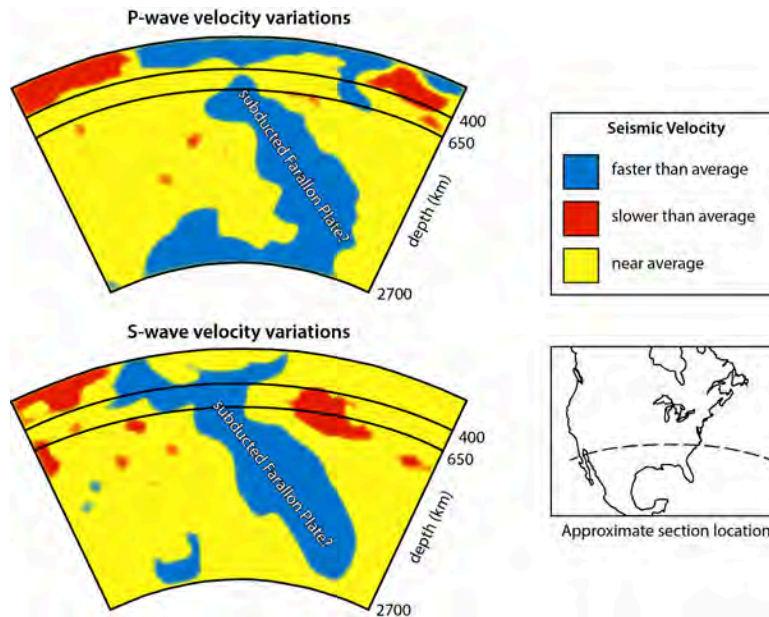 P-wave velocity variations
subducted Farallon Plate?
400
650
depth (km)
2700
Seismic Velocity
faster than average
slower than average
near average
S-wave velocity variations
subducted Farallon Plate?
400
650
depth (km)
2700
Approximate section location